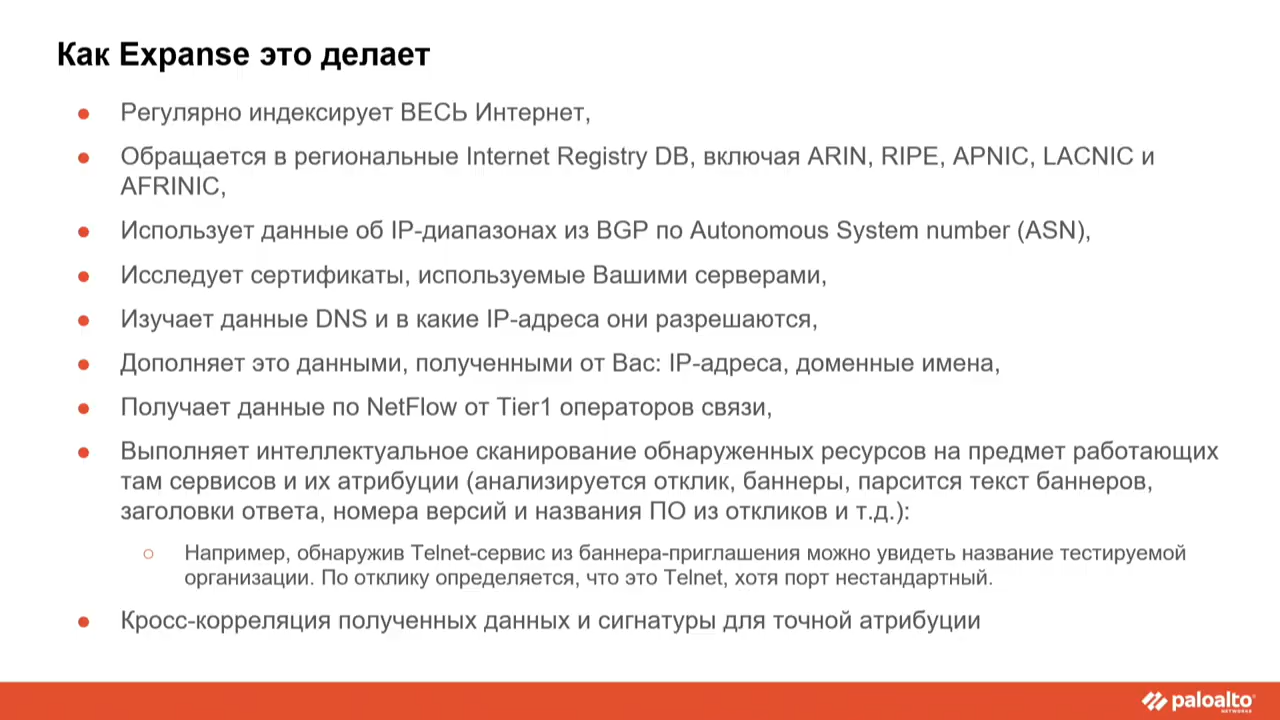 Как Expanse это делает
● Регулярно индексирует ВЕСЬ Интернет,
● Обращается в региональные Internet Registry DB, включая ARIN, RIPE, APNIC, LACNIC и
AFRINIC,
● Использует данные об IP-диапазонах из BGP по Autonomous System number (ASN),
● Исследует сертификаты, используемые Вашими серверами,
● Изучает данные DNS и в какие IP-адреса они разрешаются,
● Дополняет это данными, полученными от Вас: IP-адреса, доменные имена,
● Получает данные по NetFlow от Tier1 операторов связи,
● Выполняет интеллектуальное сканирование обнаруженных ресурсов на предмет работающих
там сервисов и их атрибуции (анализируется отклик, баннеры, парсится текст баннеров,
заголовки ответа, номера версий и названия ПО из откликов и т.д.):
○ Например, обнаружив Telnet-сервис из баннера-приглашения можно увидеть название тестируемой
организации. По отклику определяется, что это Telnet, хотя порт нестандартный.
● Кросс-корреляция полученных данных и сигнатуры для точной атрибуции
paloalto
NETWORKS